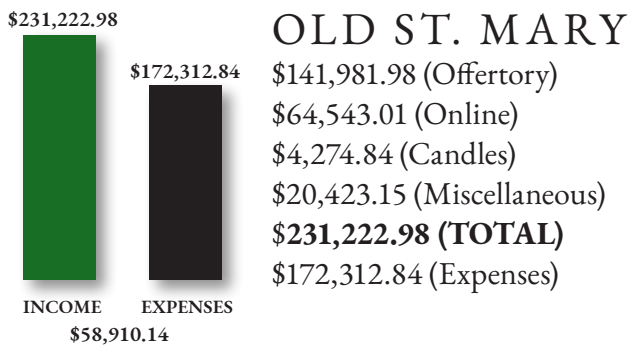 $231,222.98
$172,312.84
INCOME EXPENSES
$58,910.14
OLD ST. MARY
$141,981.98 (Offertory)
$64,543.01 (Online)
$4,274.84 (Candles)
$20,423.15 (Miscellaneous)
$231,222.98 (TOTAL)
$172,312.84 (Expenses)